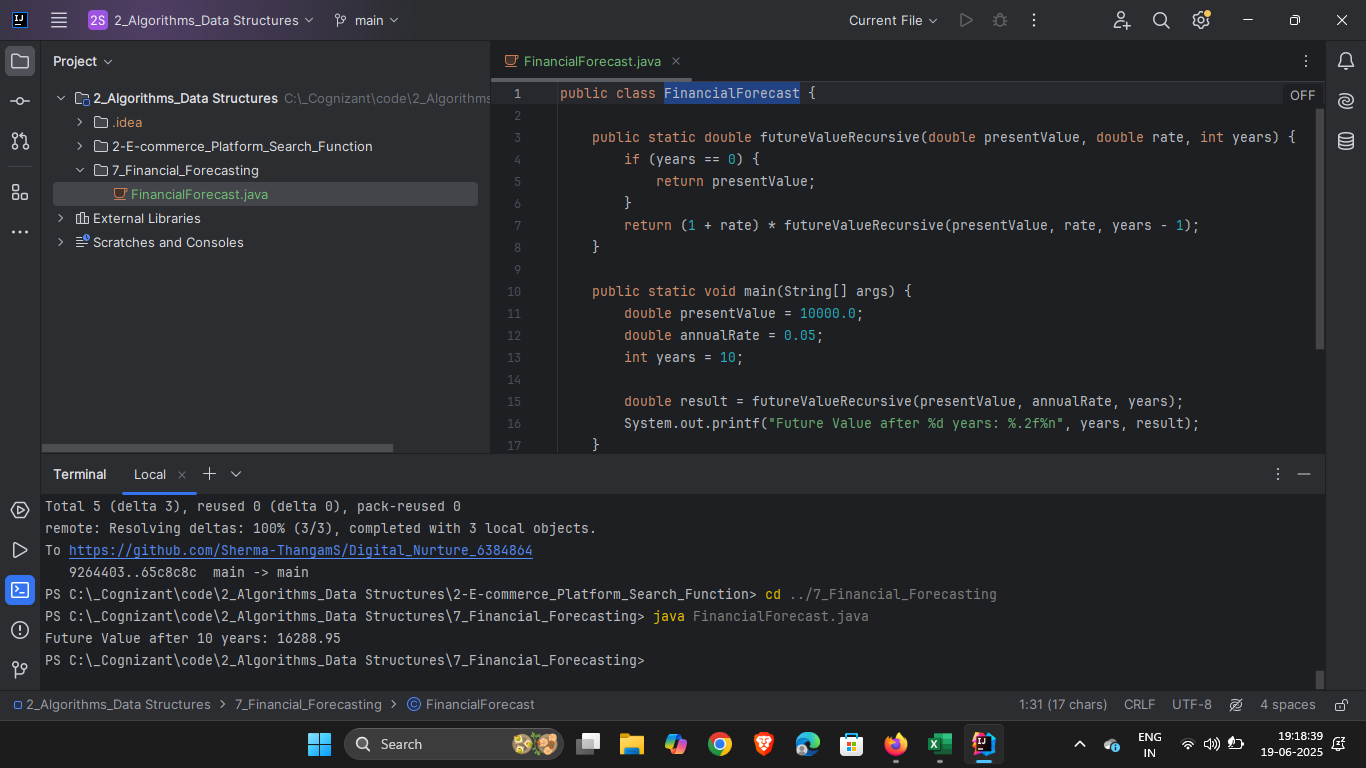 2S 2_Algorithms_Data Structures main Current File
Project
2_Algorithms_Data Structures C:\_Cognizant\code\2_Algorithms
.idea
2-E-commerce_Platform_Search_Function
7_Financial_Forecasting
FinancialForecast.java
External Libraries
Scratches and Consoles
FinancialForecast.java
OFF
1 public class FinancialForecast {
2
3 public static double futureValueRecursive(double presentValue, double rate, int years) {
4 if (years == 0) {
5 return presentValue;
6 }
7 return (1 + rate) * futureValueRecursive(presentValue, rate, years - 1);
8 }
9
10 public static void main(String[] args) {
11 double presentValue = 10000.0;
12 double annualRate = 0.05;
13 int years = 10;
14
15 double result = futureValueRecursive(presentValue, annualRate, years);
16 System.out.printf("Future Value after %d years: %.2f%n", years, result);
17 }
Terminal Local
Total 5 (delta 3), reused 0 (delta 0), pack-reused 0
remote: Resolving deltas: 100% (3/3), completed with 3 local objects.
To https://github.com/Sherma-ThangamS/Digital_Nurture_6384864
9264403..65c8c8c main -> main
PS C:\_Cognizant\code\2_Algorithms_Data Structures\2-E-commerce_Platform_Search_Function> cd ../7_Financial_Forecasting
PS C:\_Cognizant\code\2_Algorithms_Data Structures\7_Financial_Forecasting> java FinancialForecast.java
Future Value after 10 years: 16288.95
PS C:\_Cognizant\code\2_Algorithms_Data Structures\7_Financial_Forecasting>
2_Algorithms_Data Structures > 7_Financial_Forecasting > FinancialForecast 1:31 (17 chars) CRLF UTF-8 4 spaces
Search
ENG
IN
19:18:39
19-06-2025